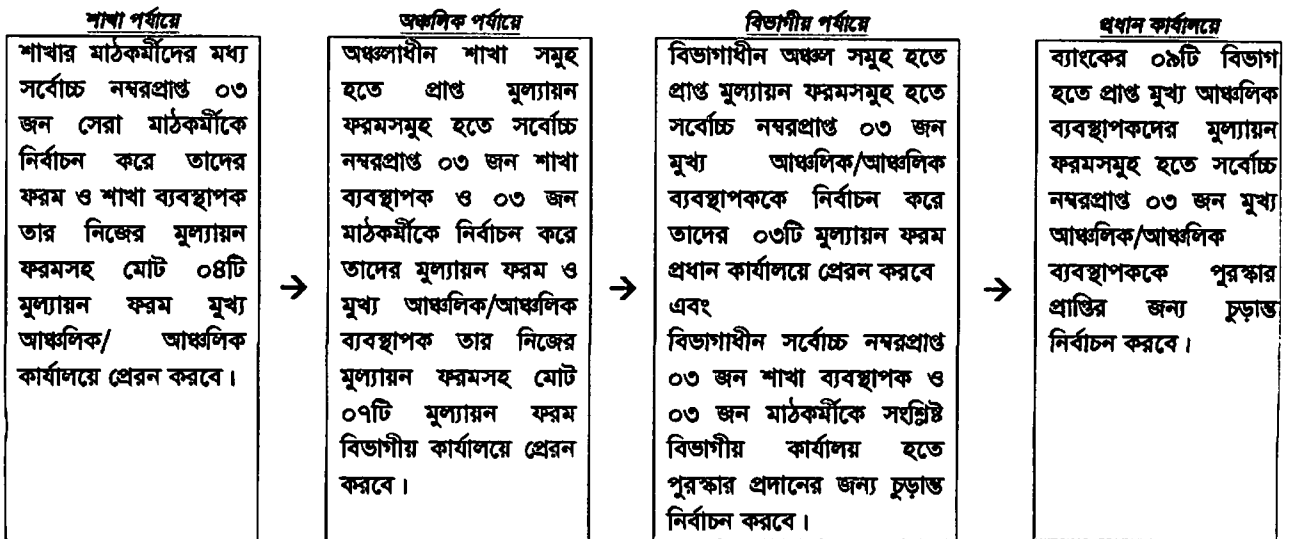 শাখা পর্যায়ে
শাখার মাঠকর্মীদের মধ্য
সর্বোচ্চ নম্বরপ্রাপ্ত ০৩
জন সেরা মাঠকর্মীকে
নির্বাচন করে তাদের
ফরম ও শাখা ব্যবস্থাপক
তার নিজের মুল্যায়ন
ফরমসহ মোট ০৪টি
মুল্যায়ন ফরম মুখ্য
আঞ্চলিক/ আঞ্চলিক
কার্যালয়ে প্রেরন করবে।
→
অঞ্চলিক পর্যায়ে
অঞ্চলাধীন শাখা সমুহ
হতে প্রাপ্ত মুল্যায়ন
ফরমসমুহ হতে সর্বোচ্চ
নম্বরপ্রাপ্ত ০৩ জন শাখা
ব্যবস্থাপক ও ০৩ জন
মাঠকর্মীকে নির্বাচন করে
তাদের মুল্যায়ন ফরম ও
মুখ্য আঞ্চলিক/আঞ্চলিক
ব্যবস্থাপক তার নিজের
মুল্যায়ন ফরমসহ মোট
০৭টি মুল্যায়ন ফরম
বিভাগীয় কার্যালয়ে প্রেরন
করবে।
→
বিভাগীয় পর্যায়ে
বিভাগাধীন অঞ্চল সমুহ হতে
প্রাপ্ত মুল্যায়ন ফরমসমুহ হতে
সর্বোচ্চ নম্বরপ্রাপ্ত ০৩ জন
মুখ্য আঞ্চলিক/আঞ্চলিক
ব্যবস্থাপককে নির্বাচন করে
তাদের ০৩টি মুল্যায়ন ফরম
প্রধান কার্যালয়ে প্রেরন করবে
এবং
বিভাগাধীন সর্বোচ্চ নম্বরপ্রাপ্ত
০৩ জন শাখা ব্যবস্থাপক ও
০৩ জন মাঠকর্মীকে সংশ্লিষ্ট
বিভাগীয় কার্যালয় হতে
পুরস্কার প্রদানের জন্য চুড়ান্ত
নির্বাচন করবে।
→
প্রধান কার্যালয়ে
ব্যাংকের ০৯টি বিভাগ
হতে প্রাপ্ত মুখ্য আঞ্চলিক
ব্যবস্থাপকদের মুল্যায়ন
ফরমসমুহ হতে সর্বোচ্চ
নম্বরপ্রাপ্ত ০৩ জন মুখ্য
আঞ্চলিক/আঞ্চলিক
ব্যবস্থাপককে পুরস্কার
প্রাপ্তির জন্য চুড়ান্ত
নির্বাচন করবে।